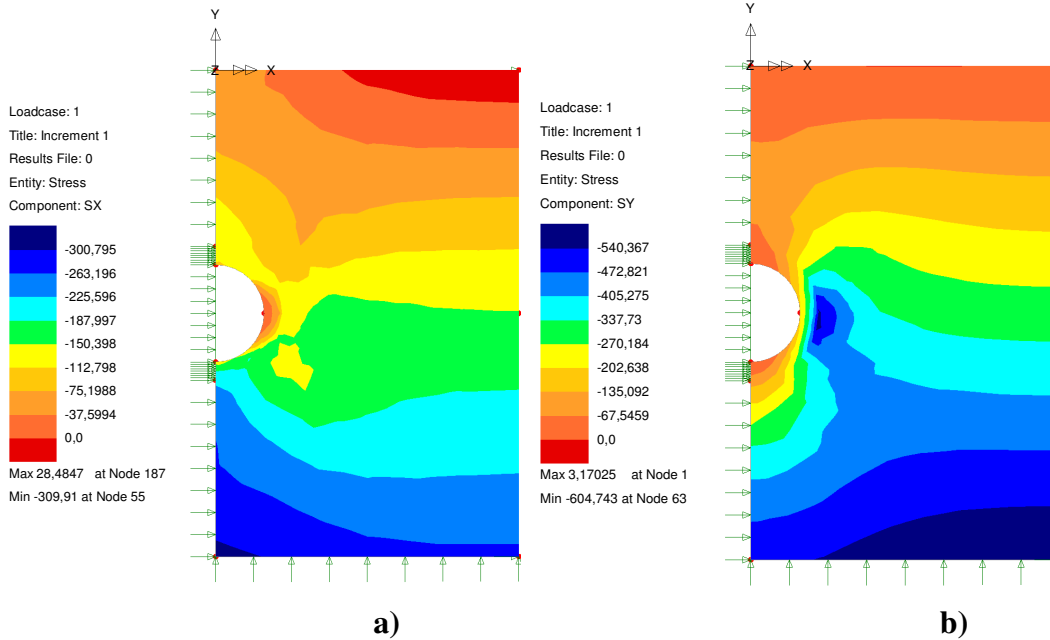 Y
Z X
Loadcase: 1
Title: Increment 1
Results File: 0
Entity: Stress
Component: SX
-300,795
-263,196
-225,596
-187,997
-150,398
-112,798
-75,1988
-37,5994
0,0
Max 28,4847 at Node 187
Min -309,91 at Node 55
a)
Y
Z X
Loadcase: 1
Title: Increment 1
Results File: 0
Entity: Stress
Component: SY
-540,367
-472,821
-405,275
-337,73
-270,184
-202,638
-135,092
-67,5459
0,0
Max 3,17025 at Node 1
Min -604,743 at Node 63
b)